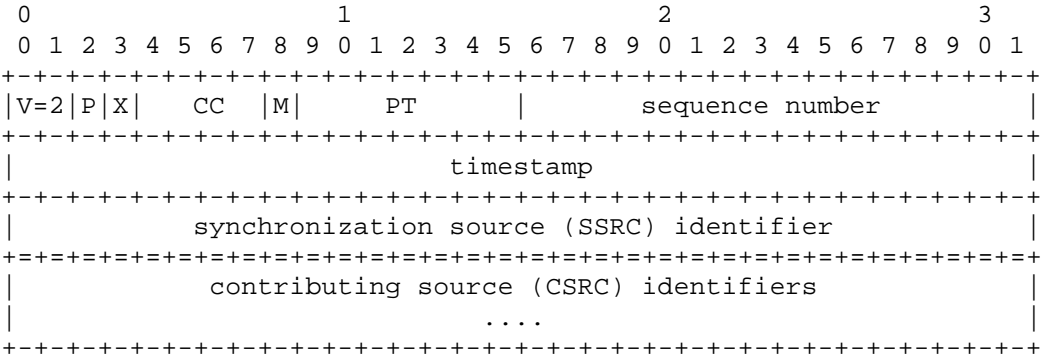 0                   1                   2                   3
 0 1 2 3 4 5 6 7 8 9 0 1 2 3 4 5 6 7 8 9 0 1 2 3 4 5 6 7 8 9 0 1
+-+-+-+-+-+-+-+-+-+-+-+-+-+-+-+-+-+-+-+-+-+-+-+-+-+-+-+-+-+-+-+-+
|V=2|P|X|  CC   |M|     PT      |       sequence number         |
+-+-+-+-+-+-+-+-+-+-+-+-+-+-+-+-+-+-+-+-+-+-+-+-+-+-+-+-+-+-+-+-+
|                           timestamp                           |
+-+-+-+-+-+-+-+-+-+-+-+-+-+-+-+-+-+-+-+-+-+-+-+-+-+-+-+-+-+-+-+-+
|           synchronization source (SSRC) identifier            |
+=+=+=+=+=+=+=+=+=+=+=+=+=+=+=+=+=+=+=+=+=+=+=+=+=+=+=+=+=+=+=+=+
|            contributing source (CSRC) identifiers             |
|                             ....                              |
+-+-+-+-+-+-+-+-+-+-+-+-+-+-+-+-+-+-+-+-+-+-+-+-+-+-+-+-+-+-+-+-+